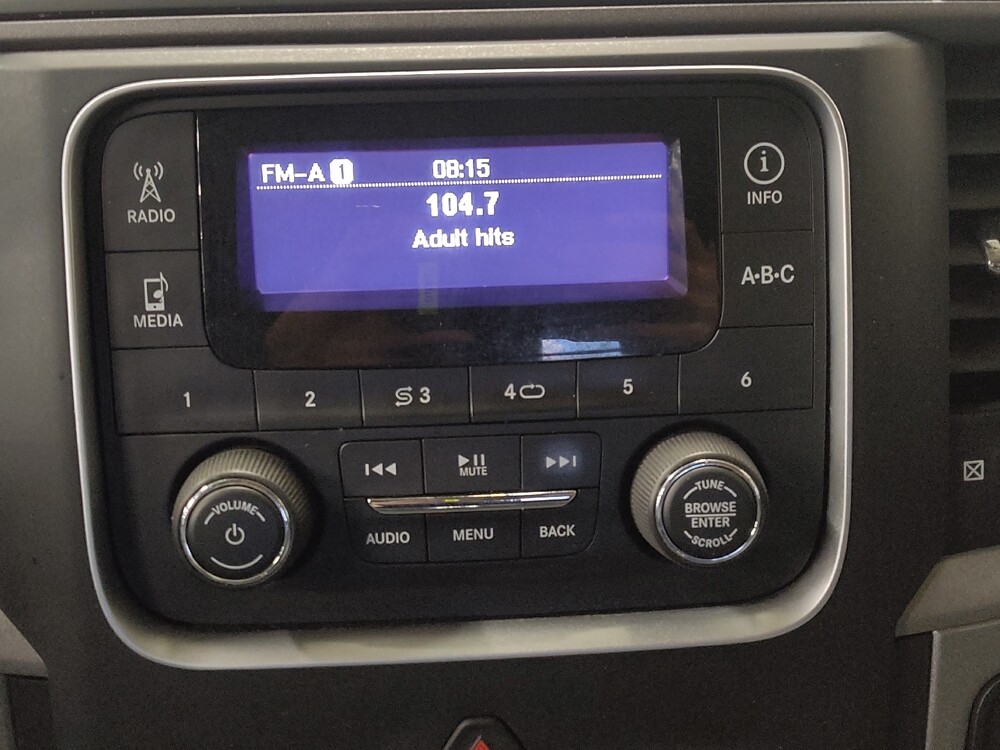 FM-A 1 08:15
104.7
Adult hits
RADIO
MEDIA
INFO
A•B•C
1 2 3 4 5 6
MUTE
AUDIO MENU BACK
VOLUME
TUNE
BROWSE
ENTER
SCROLL